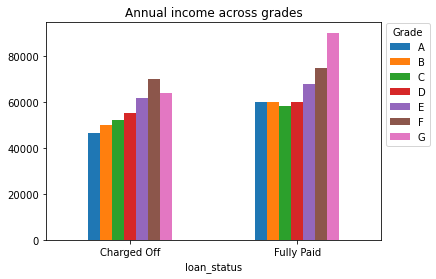 Annual income across grades
Grade
A
B
C
D
E
F
G
80000
60000
40000
20000
0
Charged Off
Fully Paid
loan_status